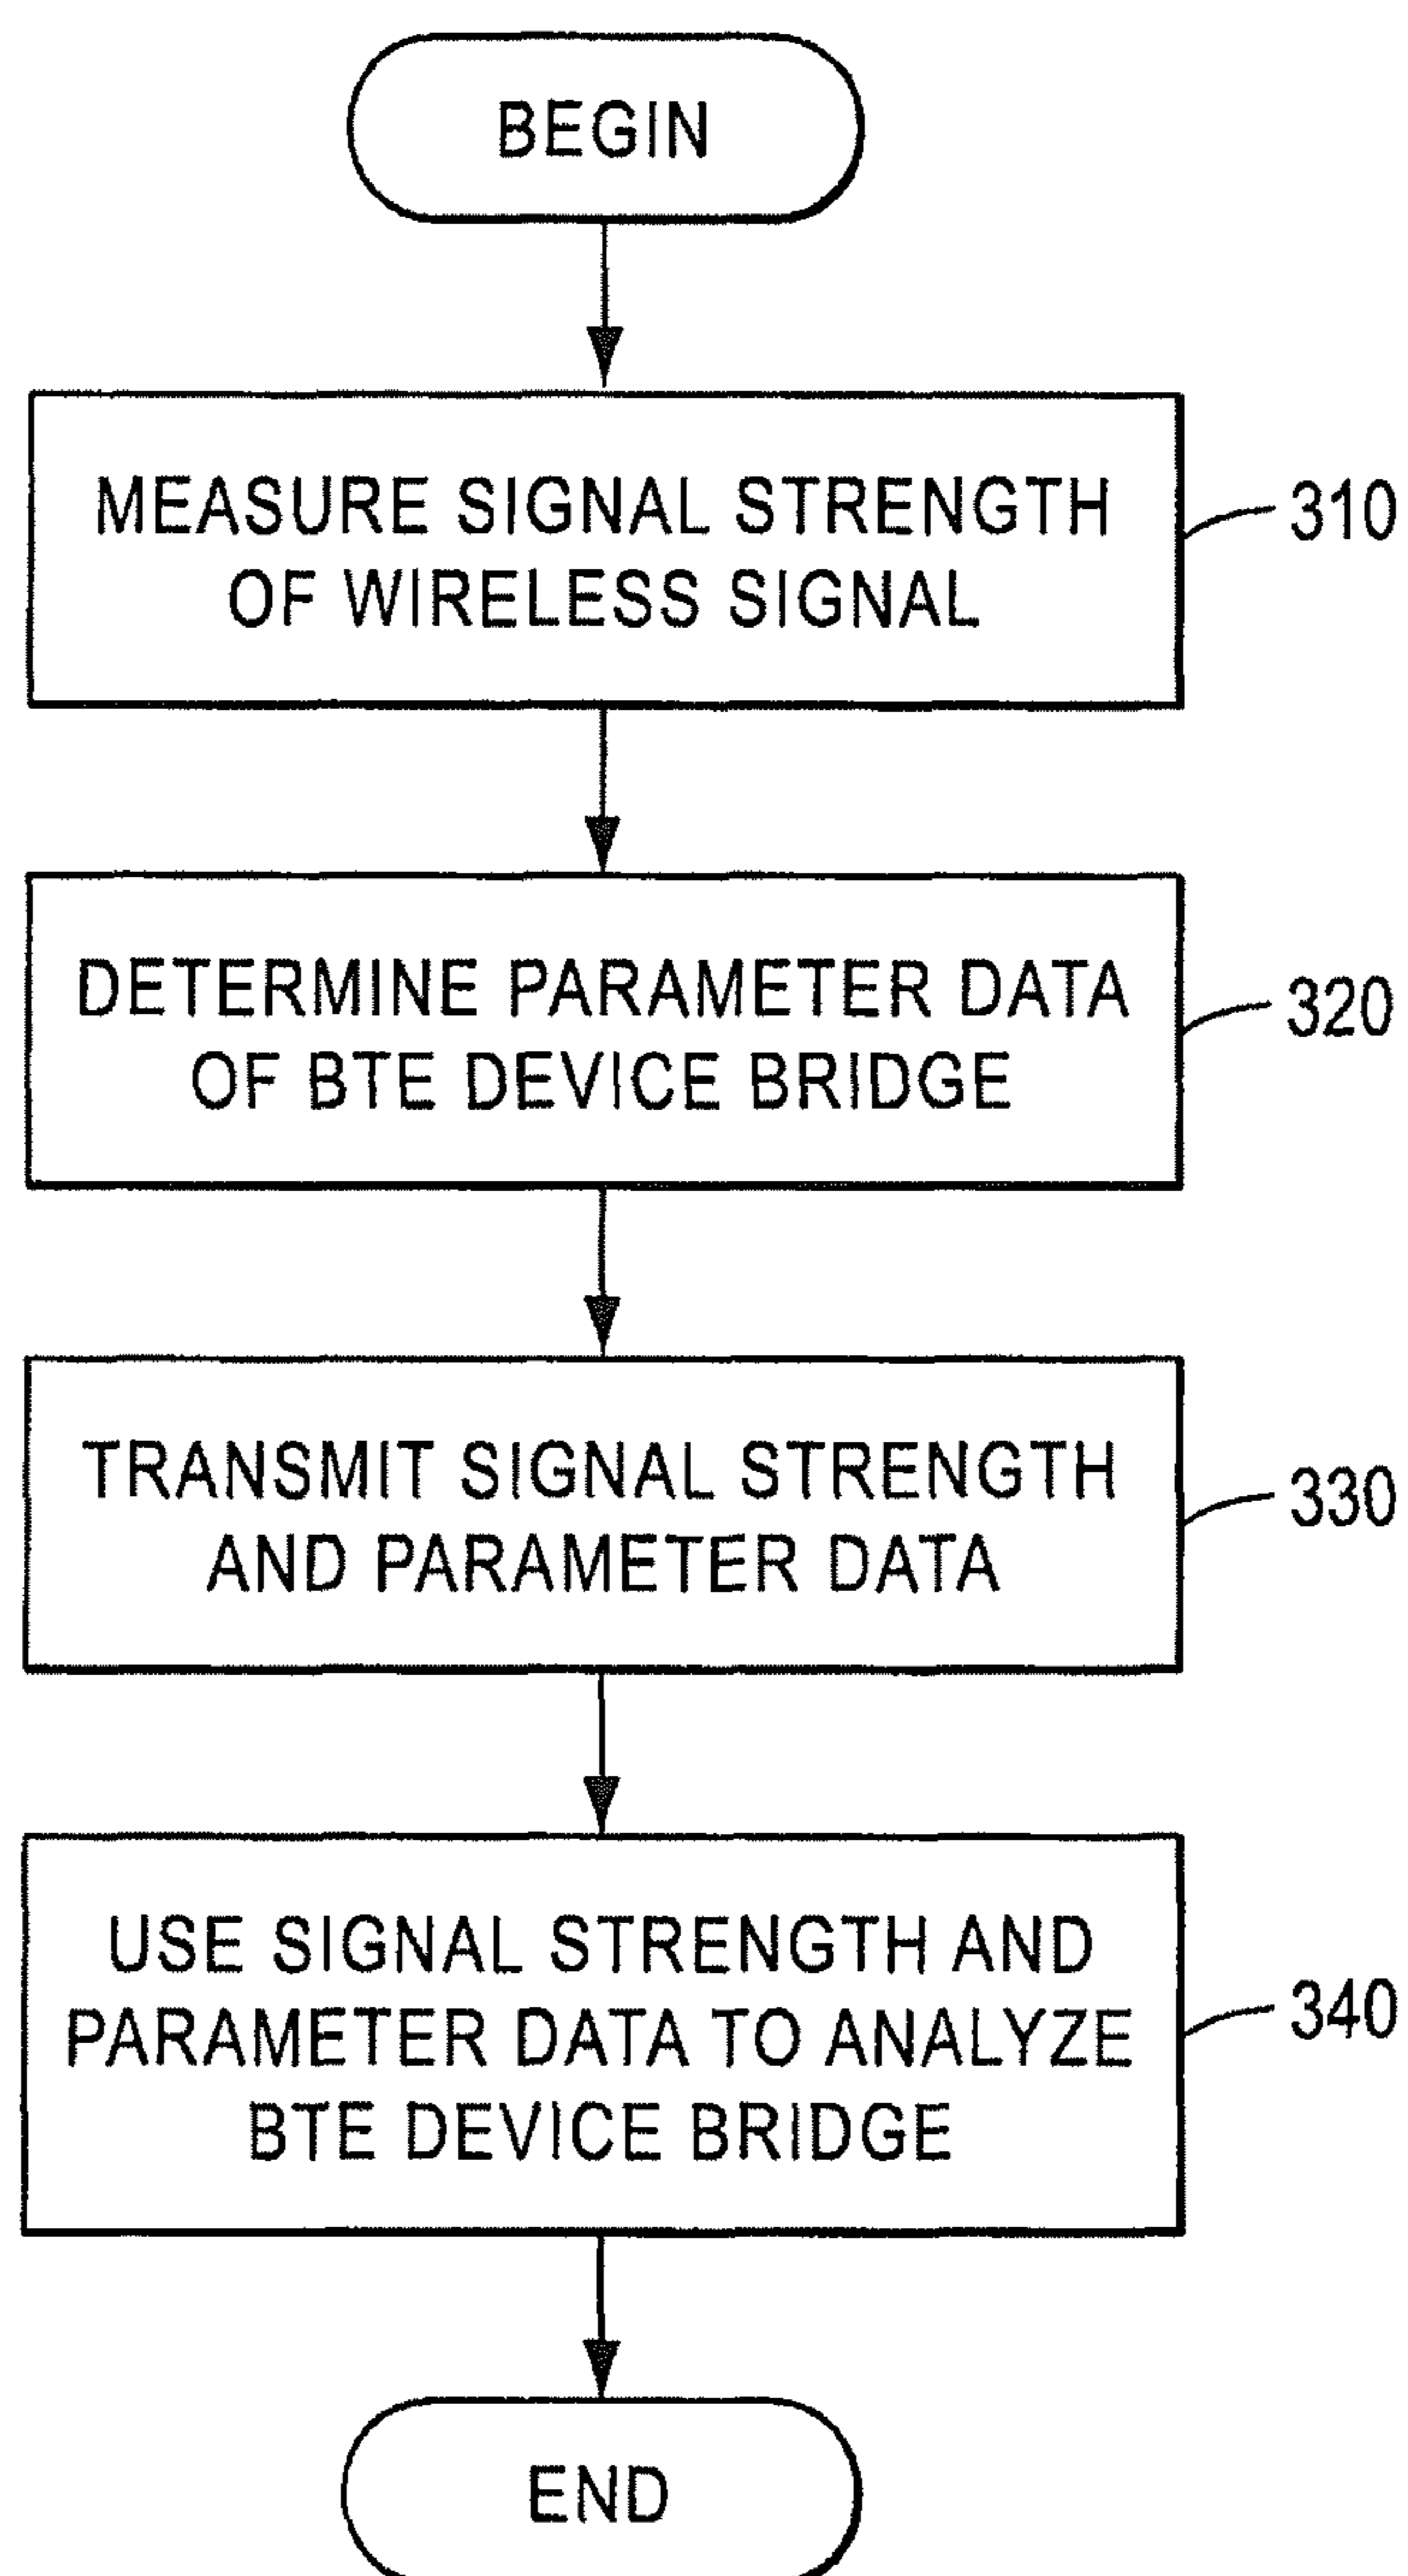 BEGIN
MEASURE SIGNAL STRENGTH
OF WIRELESS SIGNAL
310
DETERMINE PARAMETER DATA
OF BTE DEVICE BRIDGE
320
TRANSMIT SIGNAL STRENGTH
AND PARAMETER DATA
330
USE SIGNAL STRENGTH AND
PARAMETER DATA TO ANALYZE
BTE DEVICE BRIDGE
340
END